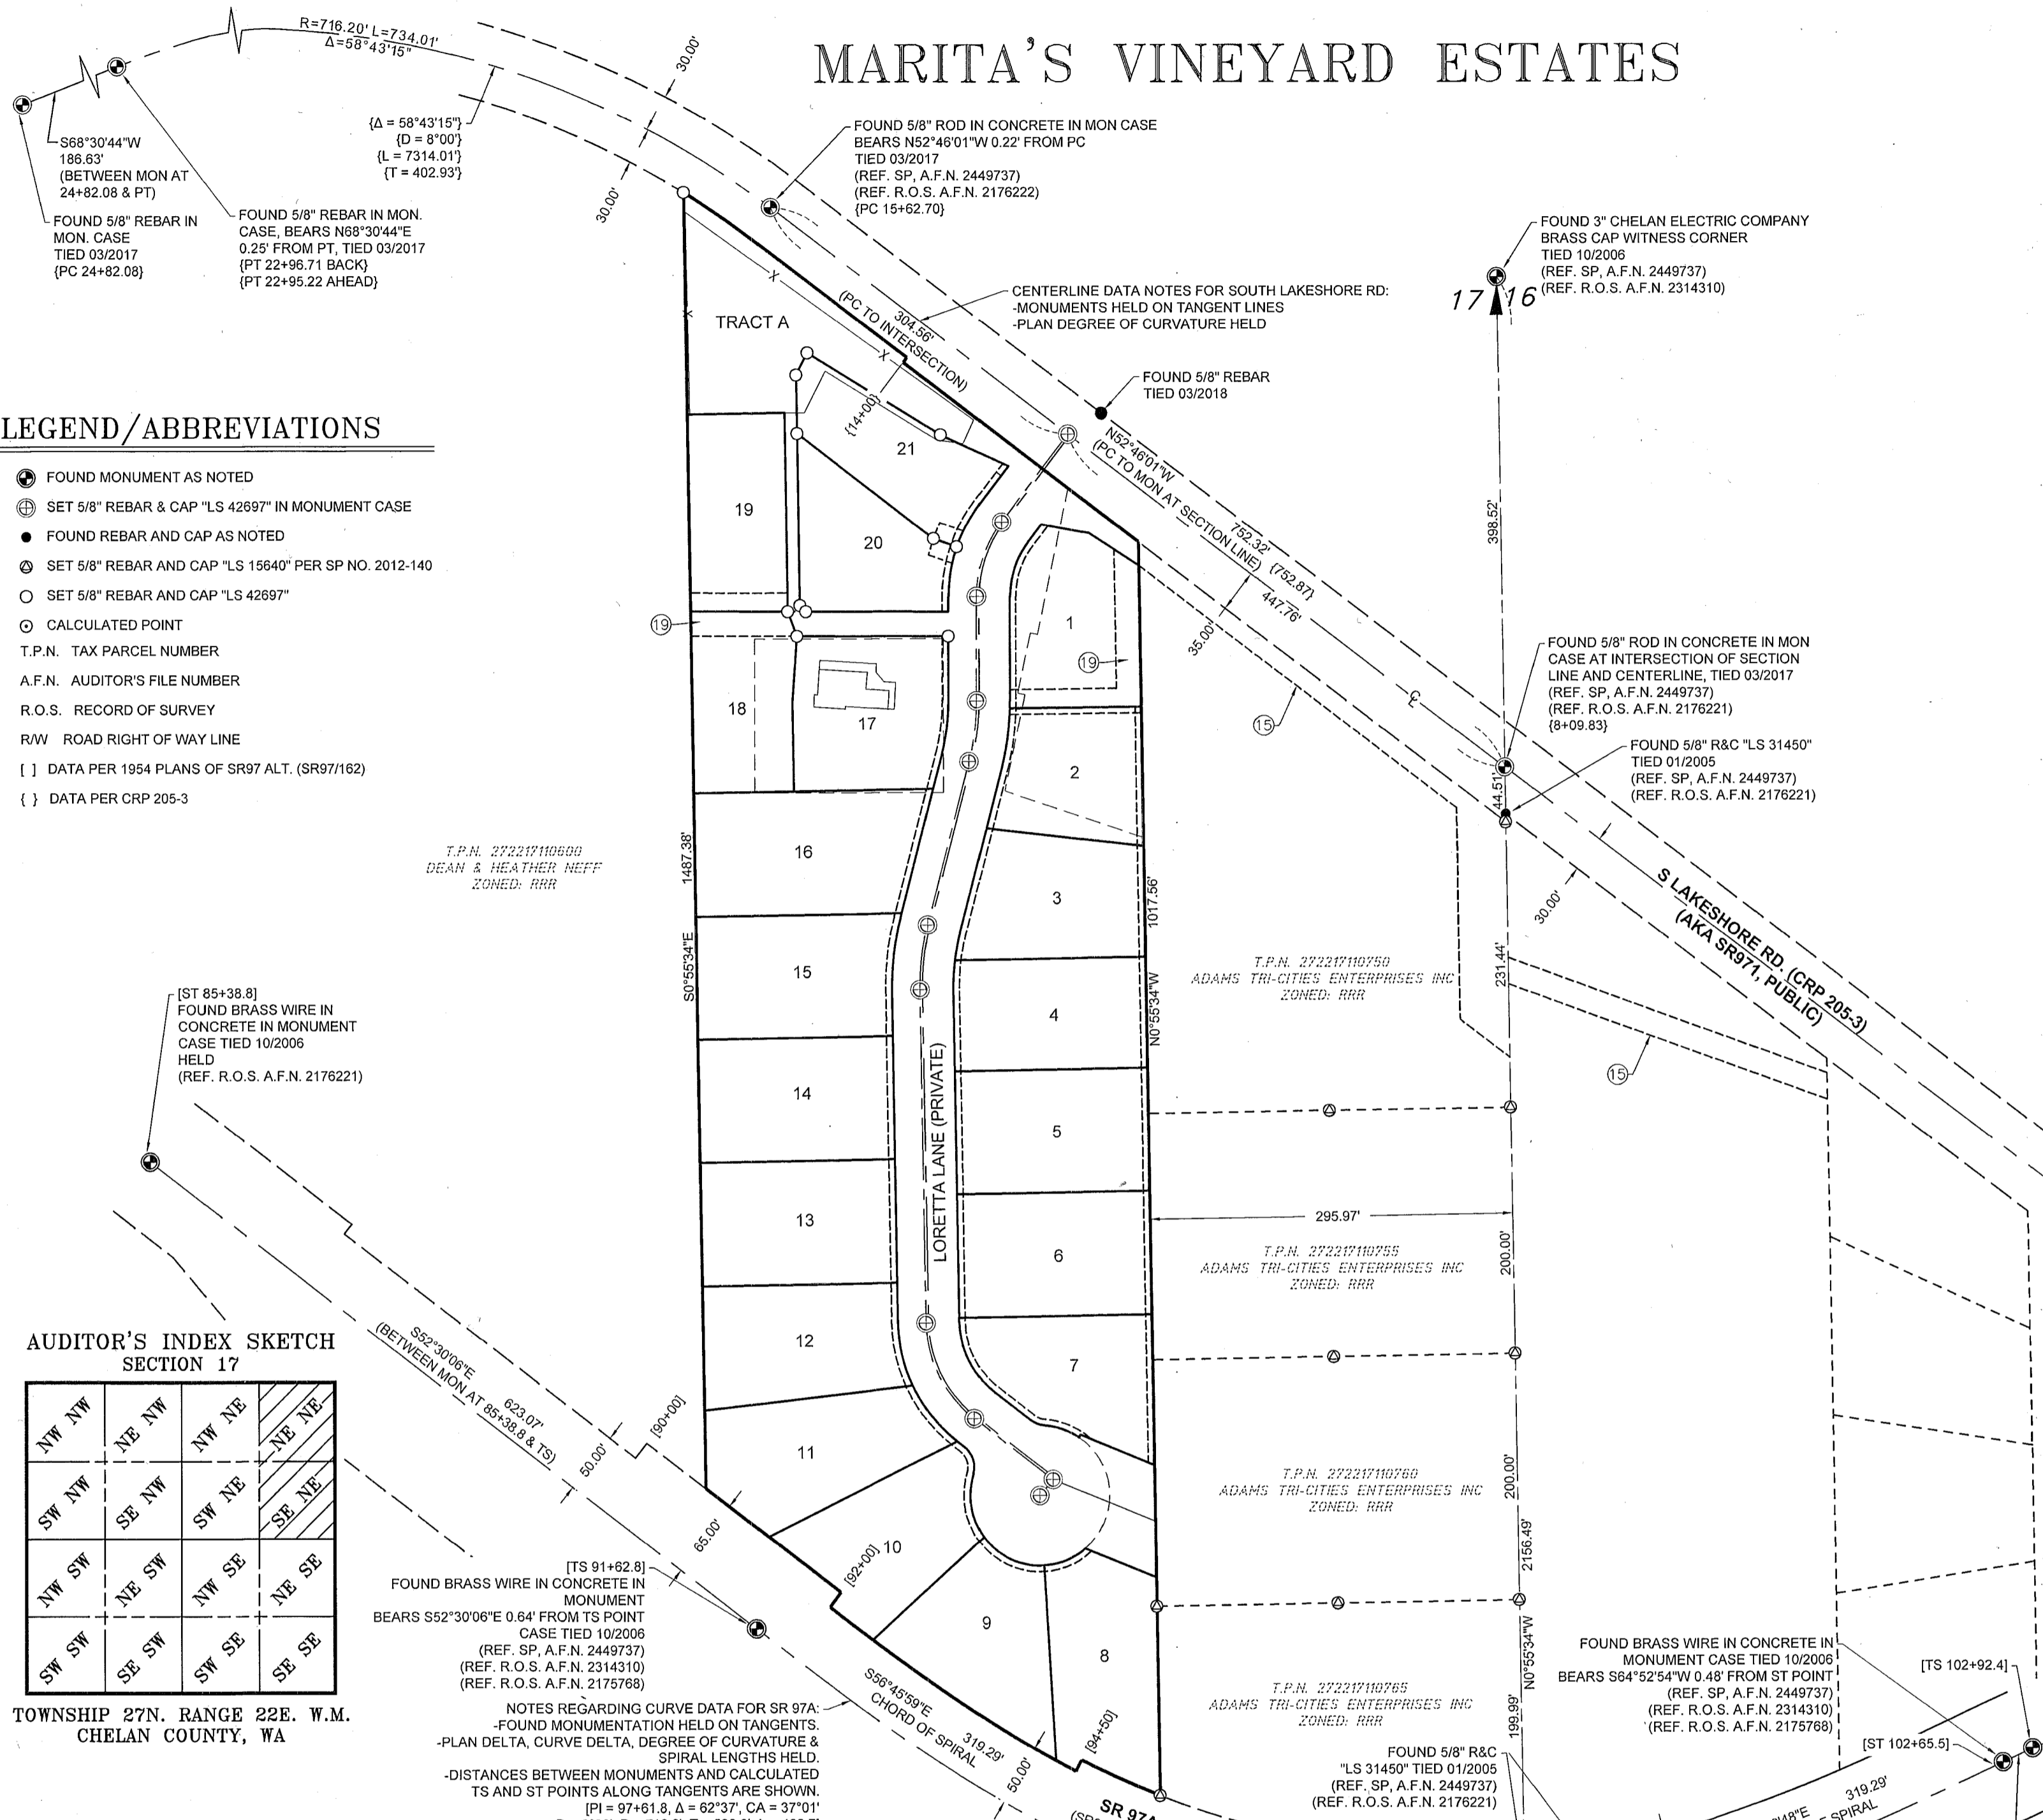 MARITA'S VINEYARD ESTATES
R=716.20' L=734.01'
Δ=58°43'15"
30.00'
30.00'
S68°30'44"W
186.63'
(BETWEEN MON AT
24+82.08 & PT)
FOUND 5/8" REBAR IN
MON. CASE
TIED 03/2017
{PC 24+82.08}
FOUND 5/8" REBAR IN MON.
CASE, BEARS N68°30'44"E
0.25' FROM PT, TIED 03/2017
{PT 22+96.71 BACK}
{PT 22+95.22 AHEAD}
{Δ = 58°43'15"}
{D = 8°00'}
{L = 7314.01'}
{T = 402.93'}
FOUND 5/8" ROD IN CONCRETE IN MON CASE
BEARS N52°46'01"W 0.22' FROM PC
TIED 03/2017
(REF. SP, A.F.N. 2449737)
(REF. R.O.S. A.F.N. 2176222)
{PC 15+62.70}
CENTERLINE DATA NOTES FOR SOUTH LAKESHORE RD:
-MONUMENTS HELD ON TANGENT LINES
-PLAN DEGREE OF CURVATURE HELD
FOUND 3" CHELAN ELECTRIC COMPANY
BRASS CAP WITNESS CORNER
TIED 10/2006
(REF. SP, A.F.N. 2449737)
(REF. R.O.S. A.F.N. 2314310)
17 16
FOUND 5/8" REBAR
TIED 03/2018
304.56'
(PC TO INTERSECTION)
X
X
X
TRACT A
{14+00}
N52°46'01"W
(PC TO MON AT SECTION LINE)
752.32' {752.87}
447.76'
35.00'
398.52'
LEGEND/ABBREVIATIONS
FOUND MONUMENT AS NOTED
SET 5/8" REBAR & CAP "LS 42697" IN MONUMENT CASE
FOUND REBAR AND CAP AS NOTED
SET 5/8" REBAR AND CAP "LS 15640" PER SP NO. 2012-140
SET 5/8" REBAR AND CAP "LS 42697"
CALCULATED POINT
T.P.N. TAX PARCEL NUMBER
A.F.N. AUDITOR'S FILE NUMBER
R.O.S. RECORD OF SURVEY
R/W ROAD RIGHT OF WAY LINE
[ ] DATA PER 1954 PLANS OF SR97 ALT. (SR97/162)
{ } DATA PER CRP 205-3
21
19
20
19
18
17
1
19
15
2
16
3
15
4
14
5
13
6
12
7
11
10
9
8
CL
FOUND 5/8" ROD IN CONCRETE IN MON
CASE AT INTERSECTION OF SECTION
LINE AND CENTERLINE, TIED 03/2017
(REF. SP, A.F.N. 2449737)
(REF. R.O.S. A.F.N. 2176221)
{8+09.83}
FOUND 5/8" R&C "LS 31450"
TIED 01/2005
(REF. SP, A.F.N. 2449737)
(REF. R.O.S. A.F.N. 2176221)
44.51'
30.00'
S LAKESHORE RD. (CRP 205-3)
(AKA SR971, PUBLIC)
231.44'
15
T.P.N. 272217110600
DEAN & HEATHER NEFF
ZONED: RRR
1487.38'
S0°55'34"E
1017.56'
N0°55'34"W
T.P.N. 272217110750
ADAMS TRI-CITIES ENTERPRISES INC
ZONED: RRR
LORETTA LANE (PRIVATE)
[ST 85+38.8]
FOUND BRASS WIRE IN
CONCRETE IN MONUMENT
CASE TIED 10/2006
HELD
(REF. R.O.S. A.F.N. 2176221)
295.97'
200.00'
T.P.N. 272217110755
ADAMS TRI-CITIES ENTERPRISES INC
ZONED: RRR
T.P.N. 272217110760
ADAMS TRI-CITIES ENTERPRISES INC
ZONED: RRR
200.00'
2156.49'
N0°55'34"W
T.P.N. 272217110765
ADAMS TRI-CITIES ENTERPRISES INC
ZONED: RRR
199.99'
AUDITOR'S INDEX SKETCH
SECTION 17
NW NW NE NW NW NE NE NE
SW NW SE NW SW NE SE NE
NW SW NE SW NW SE NE SE
SW SW SE SW SW SE SE SE
TOWNSHIP 27N. RANGE 22E. W.M.
CHELAN COUNTY, WA
S52°30'06"E 623.07'
(BETWEEN MON AT 85+38.8 & TS)
50.00'
[90+00]
65.00'
[92+00]
[TS 91+62.8]
FOUND BRASS WIRE IN CONCRETE IN
MONUMENT
BEARS S52°30'06"E 0.64' FROM TS POINT
CASE TIED 10/2006
(REF. SP, A.F.N. 2449737)
(REF. R.O.S. A.F.N. 2314310)
(REF. R.O.S. A.F.N. 2175768)
NOTES REGARDING CURVE DATA FOR SR 97A:
-FOUND MONUMENTATION HELD ON TANGENTS.
-PLAN DELTA, CURVE DELTA, DEGREE OF CURVATURE &
SPIRAL LENGTHS HELD.
-DISTANCES BETWEEN MONUMENTS AND CALCULATED
TS AND ST POINTS ALONG TANGENTS ARE SHOWN.
[PI = 97+61.8, Δ = 62°37', CA = 37°01'
S56°45'59"E 319.29'
CHORD OF SPIRAL
50.00'
[94+50]
SR 97A
FOUND 5/8" R&C
"LS 31450" TIED 01/2005
(REF. SP, A.F.N. 2449737)
(REF. R.O.S. A.F.N. 2176221)
FOUND BRASS WIRE IN CONCRETE IN
MONUMENT CASE TIED 10/2006
BEARS S64°52'54"W 0.48' FROM ST POINT
(REF. SP, A.F.N. 2449737)
(REF. R.O.S. A.F.N. 2314310)
(REF. R.O.S. A.F.N. 2175768)
[TS 102+92.4]
[ST 102+65.5]
319.29'
SPIRAL